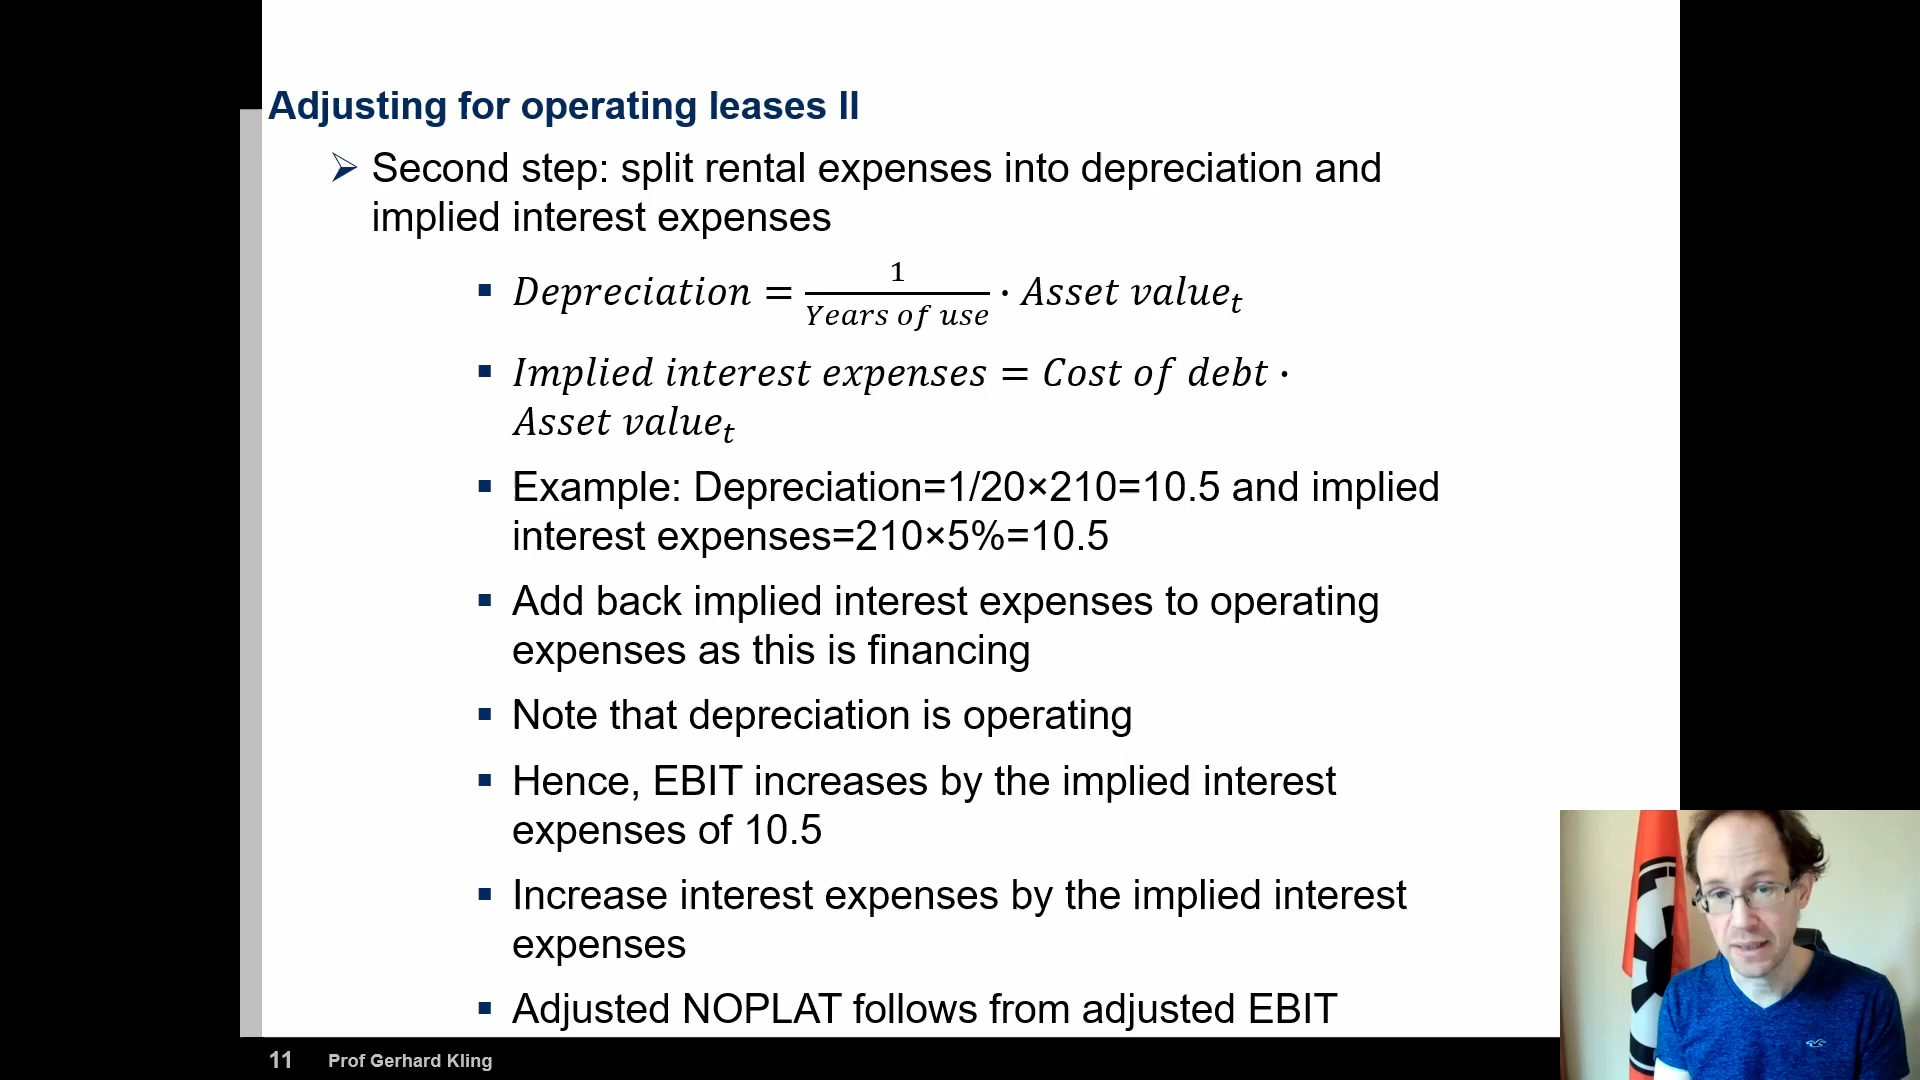 Adjusting for operating leases II
➢ Second step: split rental expenses into depreciation and
implied interest expenses
▪ Depreciation = 1/Years of use · Asset valueₜ
▪ Implied interest expenses = Cost of debt ·
Asset valueₜ
▪ Example: Depreciation=1/20×210=10.5 and implied
interest expenses=210×5%=10.5
▪ Add back implied interest expenses to operating
expenses as this is financing
▪ Note that depreciation is operating
▪ Hence, EBIT increases by the implied interest
expenses of 10.5
▪ Increase interest expenses by the implied interest
expenses
▪ Adjusted NOPLAT follows from adjusted EBIT
11 Prof Gerhard Kling